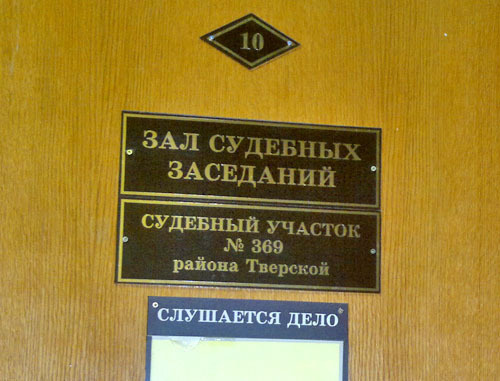 10
ЗАЛ СУДЕБНЫХ
ЗАСЕДАНИЙ
СУДЕБНЫЙ УЧАСТОК
№ 369
района Тверской
СЛУШАЕТСЯ ДЕЛО